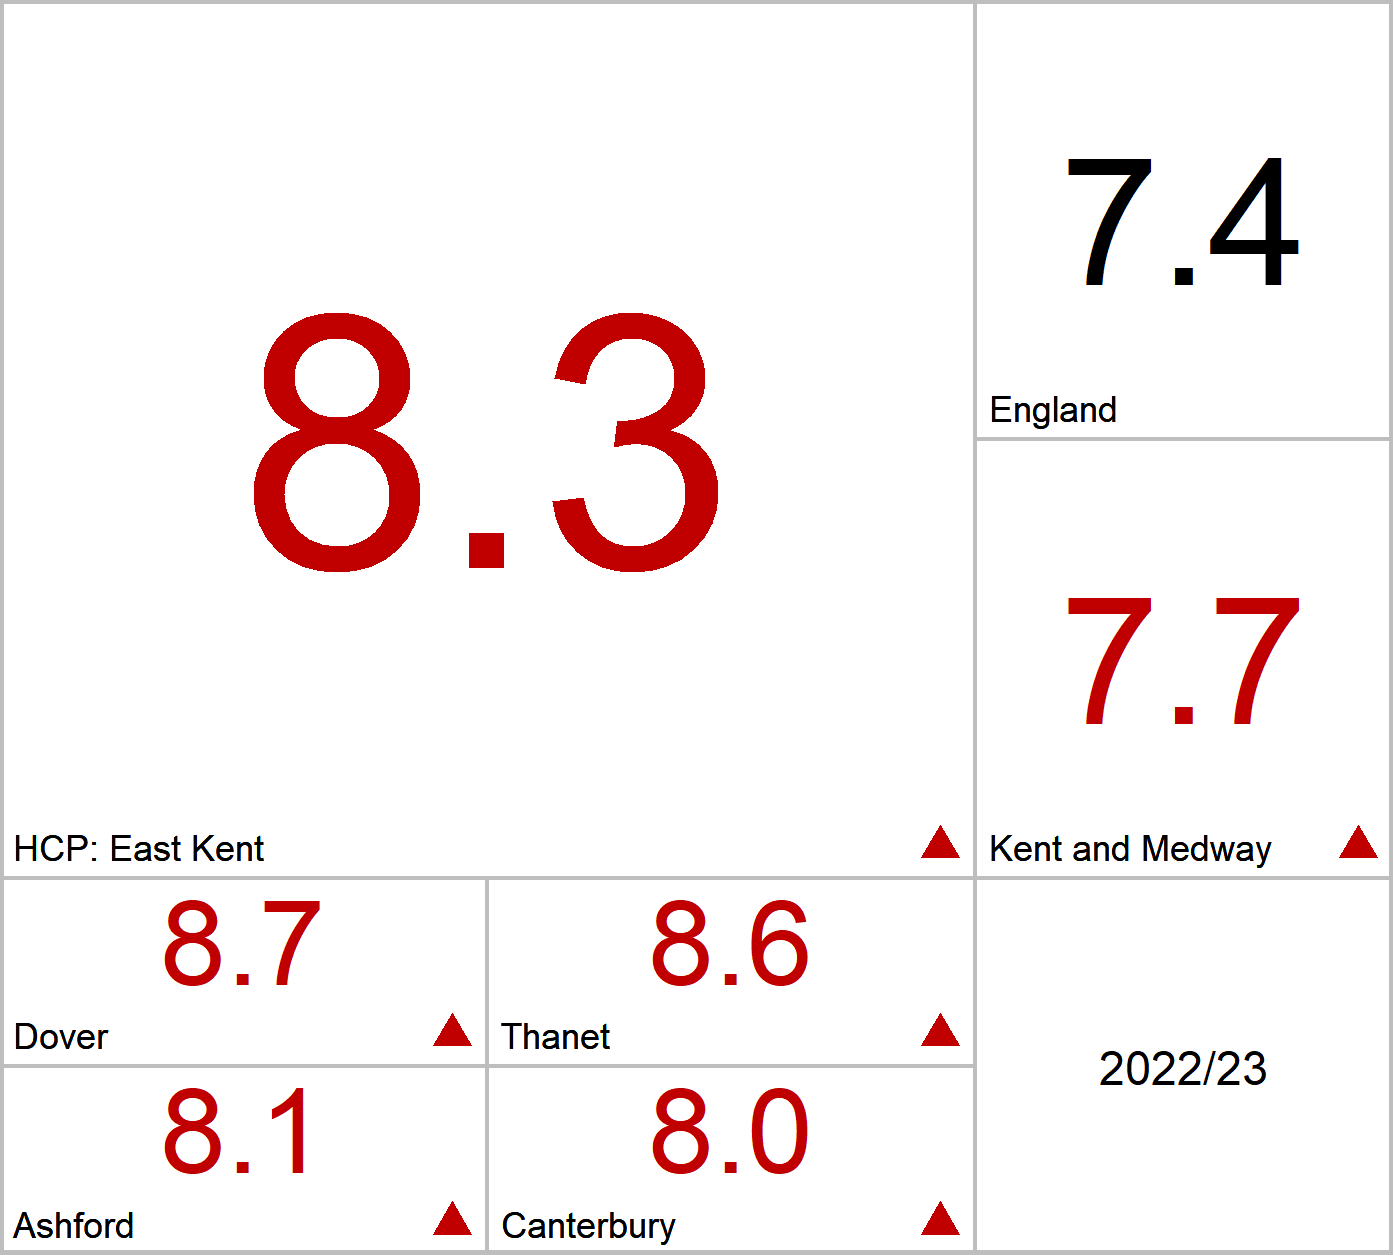 8.3
HCP: East Kent
7.4
England
7.7
Kent and Medway
8.7
Dover
8.6
Thanet
8.1
Ashford
8.0
Canterbury
2022/23